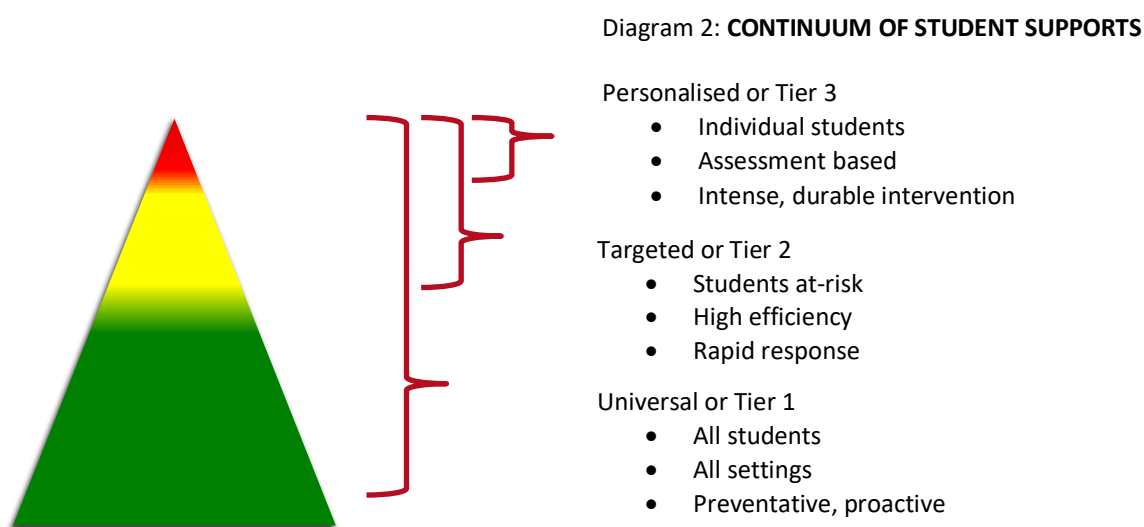 Diagram 2: CONTINUUM OF STUDENT SUPPORTS
Personalised or Tier 3
• Individual students
• Assessment based
• Intense, durable intervention
Targeted or Tier 2
• Students at-risk
• High efficiency
• Rapid response
Universal or Tier 1
• All students
• All settings
• Preventative, proactive